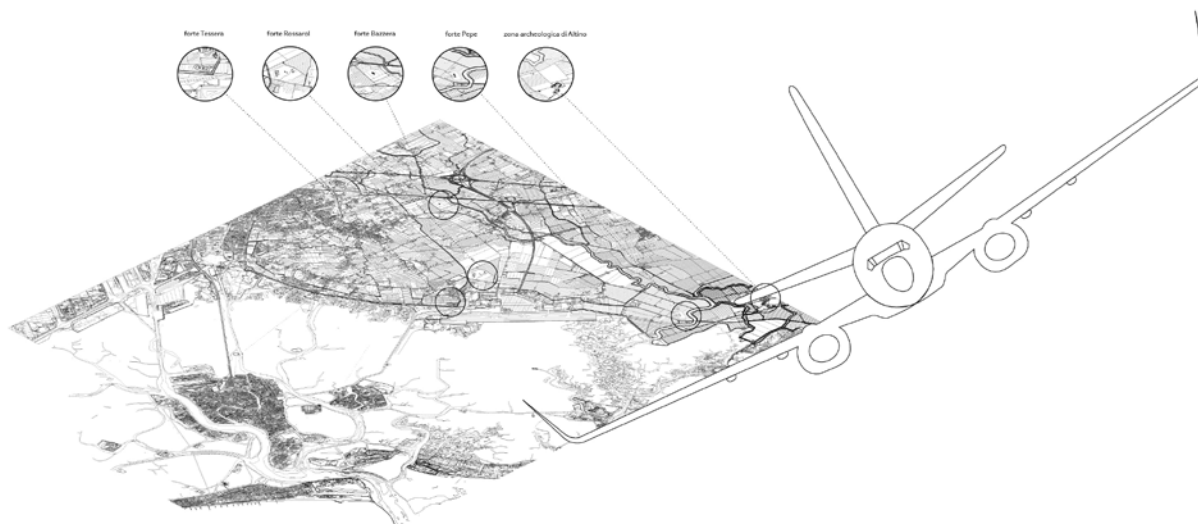 forte Tessera
forte Rossarol
forte Bazzera
forte Pepe
zona archeologica di Altino